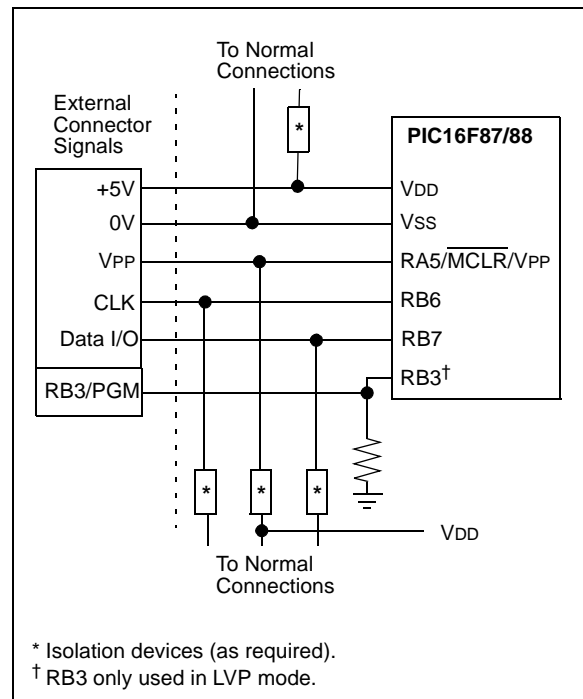 To Normal
Connections
External
Connector
Signals
*
PIC16F87/88
+5V
VDD
0V
VSS
VPP
RA5/MCLR/VPP
CLK
RB6
Data I/O
RB7
RB3†
RB3/PGM
* * *
VDD
To Normal
Connections
* Isolation devices (as required).
† RB3 only used in LVP mode.